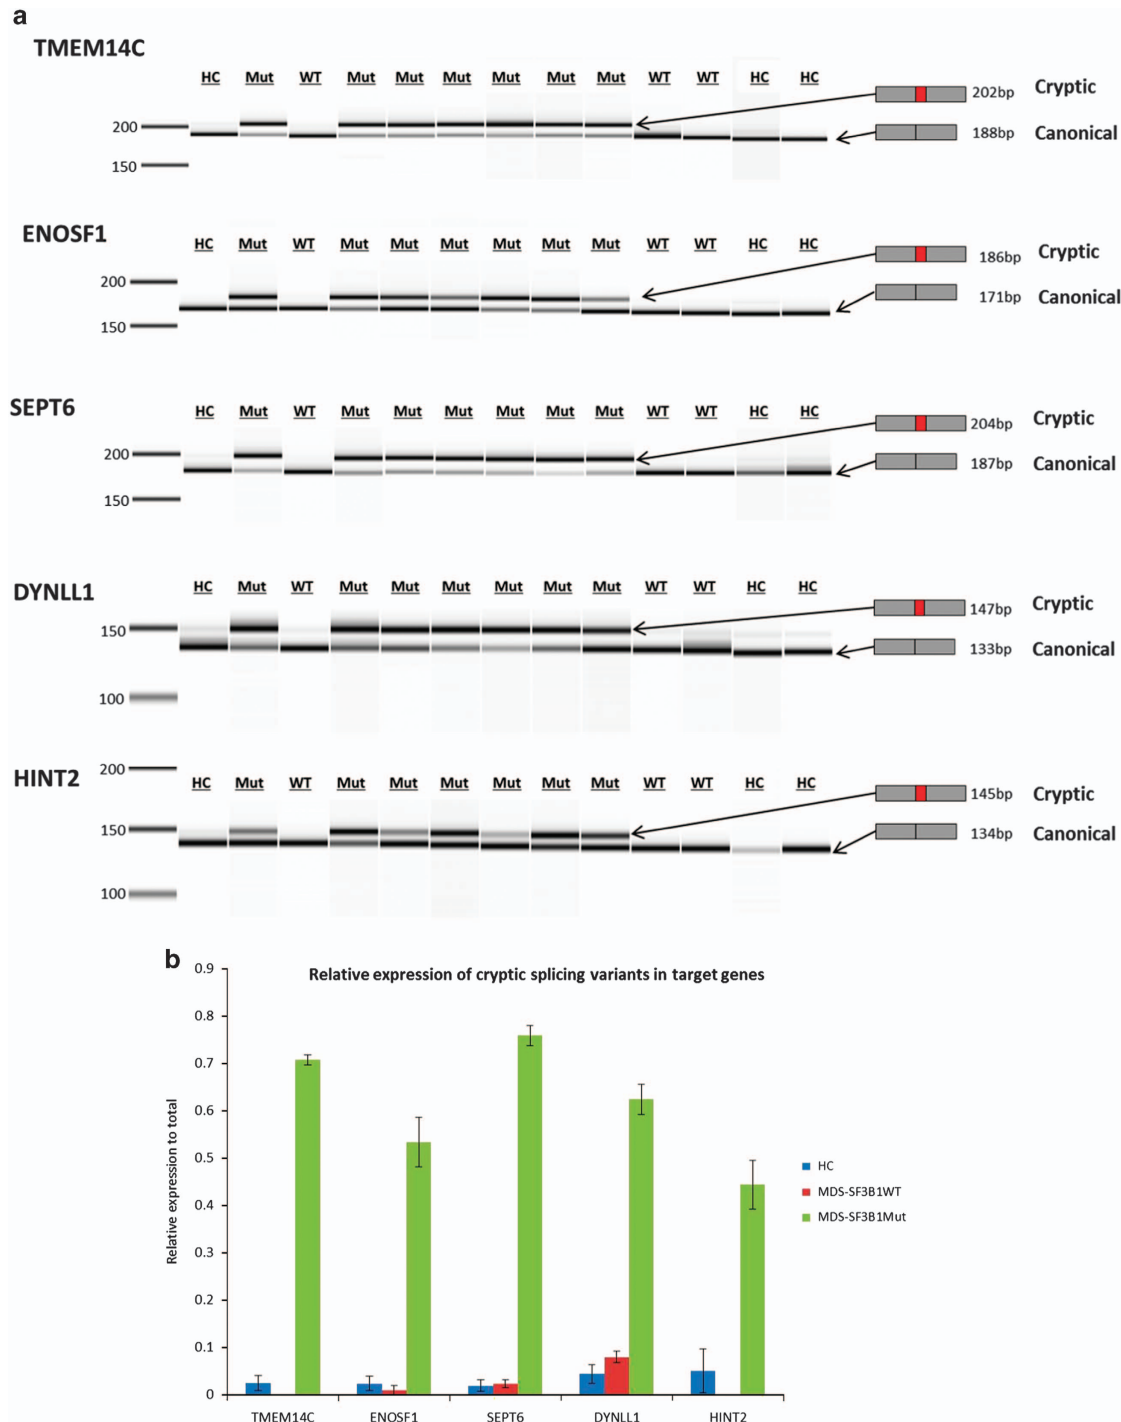 a
TMEM14C
HC Mut WT Mut Mut Mut Mut Mut Mut WT WT HC HC
202bp Cryptic
200
188bp Canonical
150
ENOSF1
HC Mut WT Mut Mut Mut Mut Mut Mut WT WT HC HC
186bp Cryptic
200
171bp Canonical
150
SEPT6
HC Mut WT Mut Mut Mut Mut Mut Mut WT WT HC HC
204bp Cryptic
200
187bp Canonical
150
DYNLL1
HC Mut WT Mut Mut Mut Mut Mut Mut WT WT HC HC
147bp Cryptic
150
133bp Canonical
100
HINT2
200
HC Mut WT Mut Mut Mut Mut Mut Mut WT WT HC HC
145bp Cryptic
150
134bp Canonical
100
b
Relative expression of cryptic splicing variants in target genes
Relative expression to total
0.9
0.8
0.7
0.6
0.5
0.4
0.3
0.2
0.1
0
HC
MDS-SF3B1WT
MDS-SF3B1Mut
TMEM14C ENOSF1 SEPT6 DYNLL1 HINT2